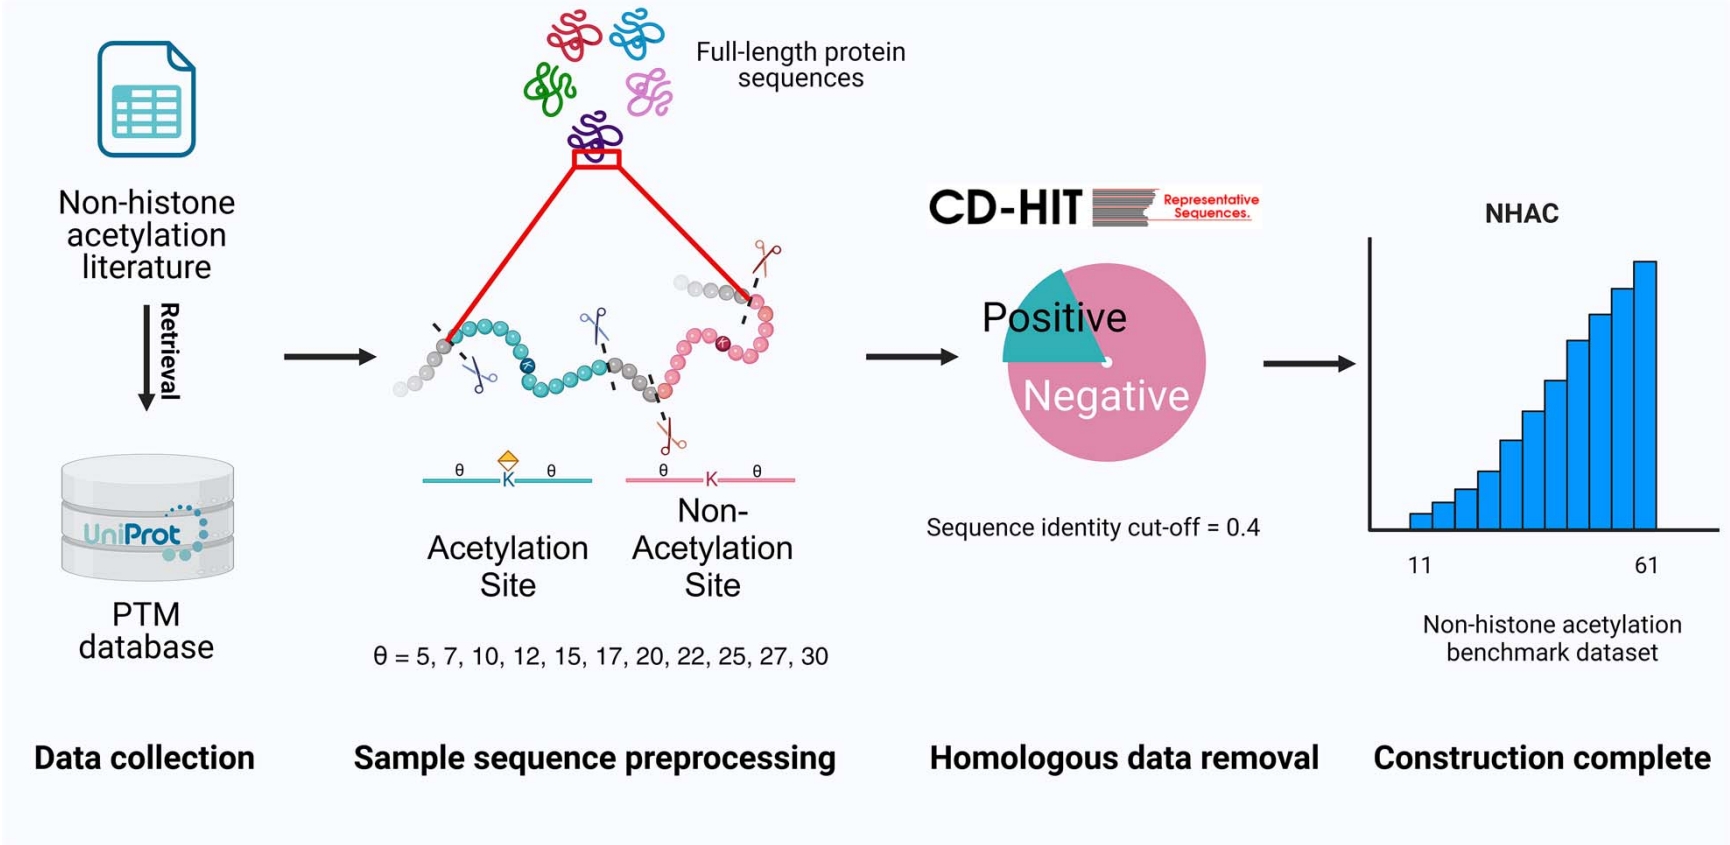 Non-histone
acetylation
literature
Retrieval
UniProt
PTM
database
Data collection
Full-length protein
sequences
K
K
θ
θ
K
θ
θ
K
Acetylation
Site
Non-
Acetylation
Site
θ = 5, 7, 10, 12, 15, 17, 20, 22, 25, 27, 30
Sample sequence preprocessing
CD-HIT
Representative
Sequences.
Positive
Negative
Sequence identity cut-off = 0.4
Homologous data removal
NHAC
11
61
Non-histone acetylation
benchmark dataset
Construction complete